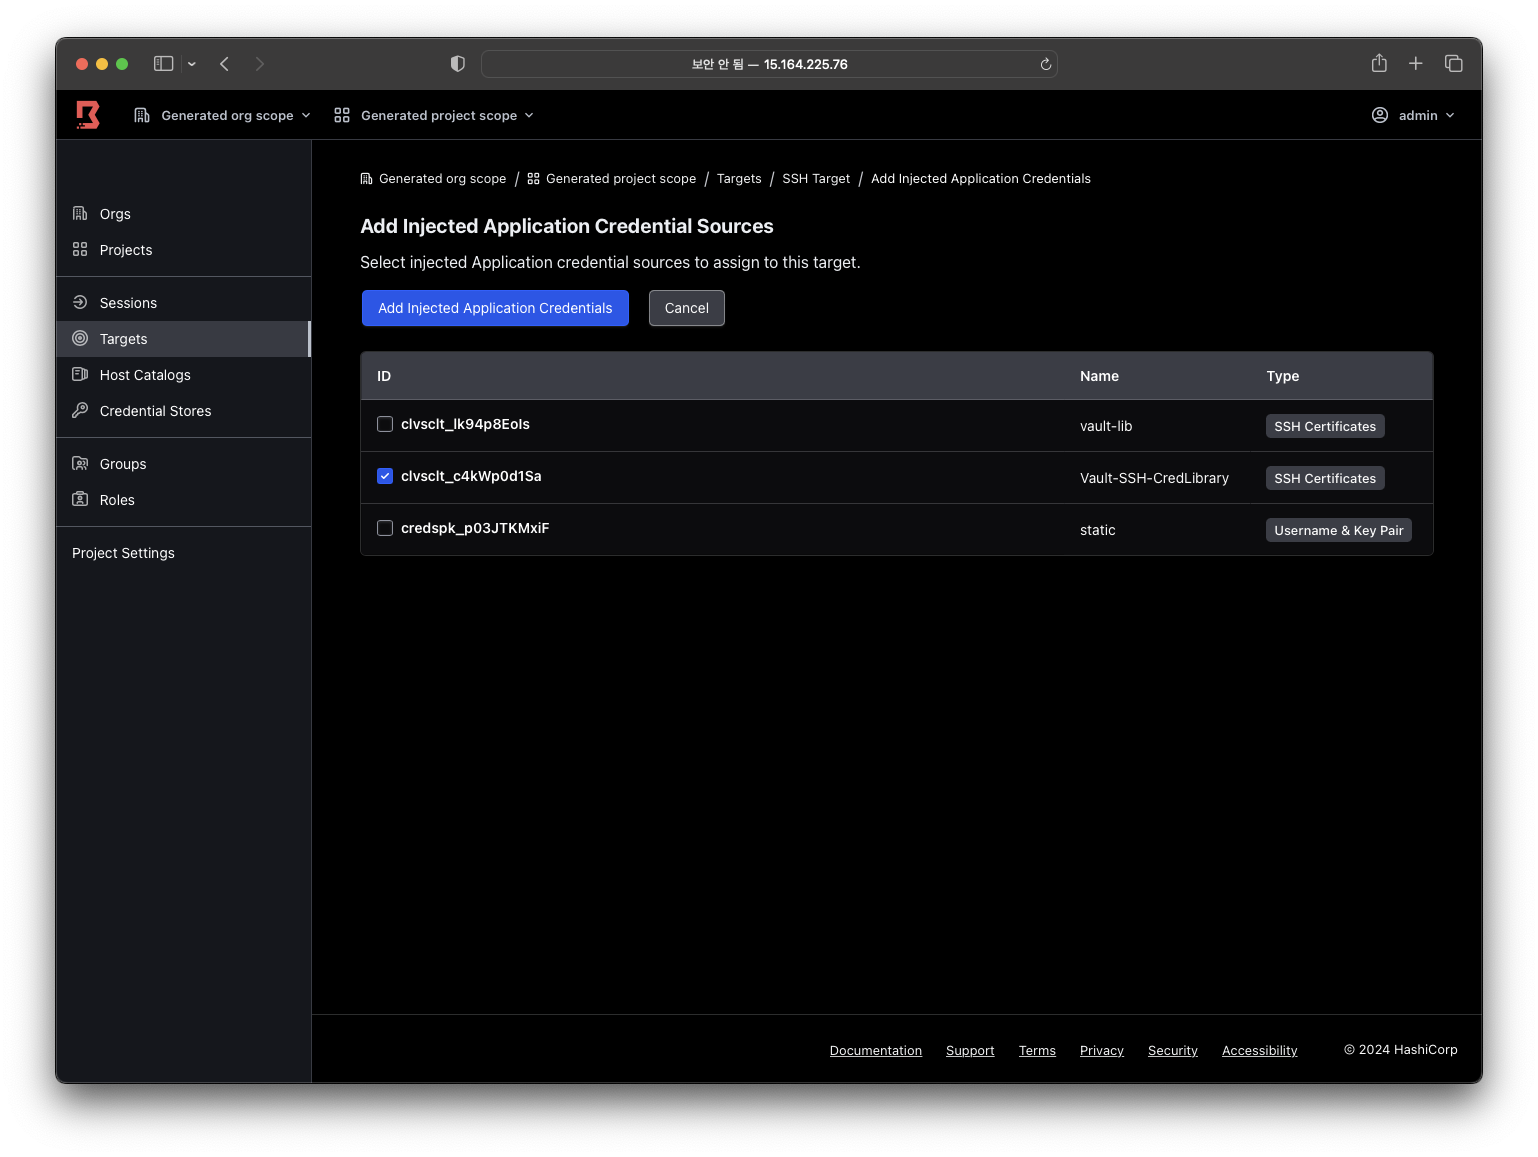 보안 안 됨 — 15.164.225.76
Generated org scope
Generated project scope
admin
Orgs
Projects
Sessions
Targets
Host Catalogs
Credential Stores
Groups
Roles
Project Settings
Generated org scope / Generated project scope / Targets / SSH Target / Add Injected Application Credentials
Add Injected Application Credential Sources
Select injected Application credential sources to assign to this target.
Add Injected Application Credentials
Cancel
ID Name Type
clvsclt_lk94p8Eols vault-lib SSH Certificates
clvsclt_c4kWp0d1Sa Vault-SSH-CredLibrary SSH Certificates
credspk_p03JTKMxiF static Username & Key Pair
Documentation Support Terms Privacy Security Accessibility © 2024 HashiCorp